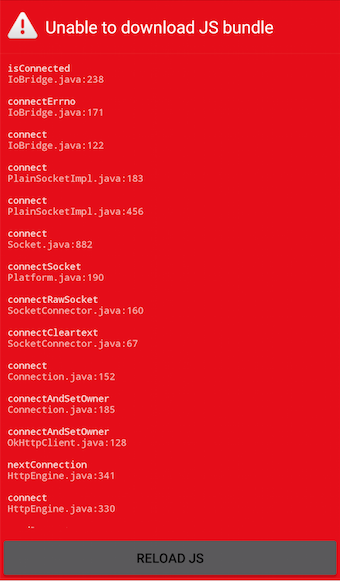 Unable to download JS bundle
isConnected
IoBridge.java:238
connectErrno
IoBridge.java:171
connect
IoBridge.java:122
connect
PlainSocketImpl.java:183
connect
PlainSocketImpl.java:456
connect
Socket.java:882
connectSocket
Platform.java:190
connectRawSocket
SocketConnector.java:160
connectCleartext
SocketConnector.java:67
connect
Connection.java:152
connectAndSetOwner
Connection.java:185
connectAndSetOwner
OkHttpClient.java:128
nextConnection
HttpEngine.java:341
connect
HttpEngine.java:330
RELOAD JS